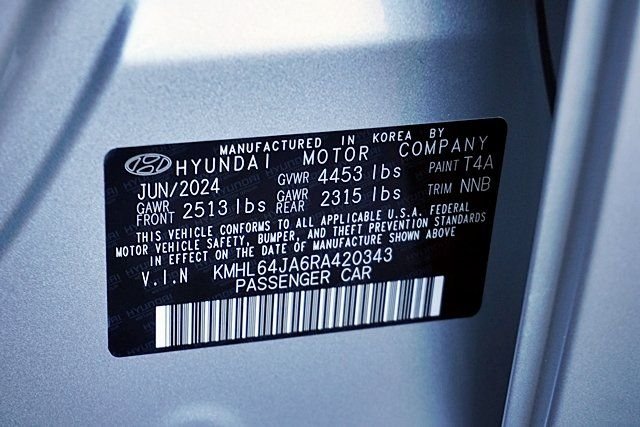 MANUFACTURED IN KOREA BY
HYUNDAI MOTOR COMPANY
JUN/2024 GVWR 4453 lbs PAINT T4A
GAWR FRONT 2513 lbs GAWR REAR 2315 lbs TRIM NNB
THIS VEHICLE CONFORMS TO ALL APPLICABLE U.S.A. FEDERAL
MOTOR VEHICLE SAFETY, BUMPER, AND THEFT PREVENTION STANDARDS
IN EFFECT ON THE DATE OF MANUFACTURE SHOWN ABOVE
V.I.N KMHL64JA6RA420343
PASSENGER CAR